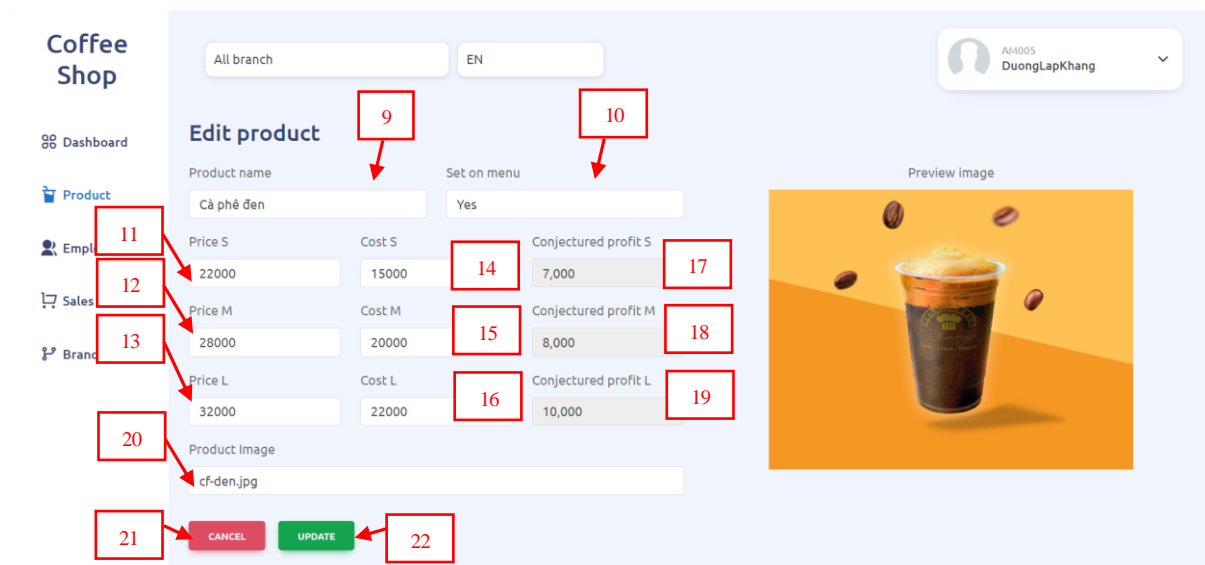 Coffee
Shop
All branch
EN
AM005
DuongLapKhang
9
10
Dashboard
Edit product
Product name
Set on menu
Preview image
Product
Cà phê đen
Yes
11
Empl
Price S
Cost S
Conjectured profit S
14
17
22000
15000
7,000
12
Sales
Price M
Cost M
Conjectured profit M
15
18
13
28000
20000
8,000
Branc
Price L
Cost L
Conjectured profit L
16
19
32000
22000
10,000
20
Product Image
cf-den.jpg
21
CANCEL
UPDATE
22